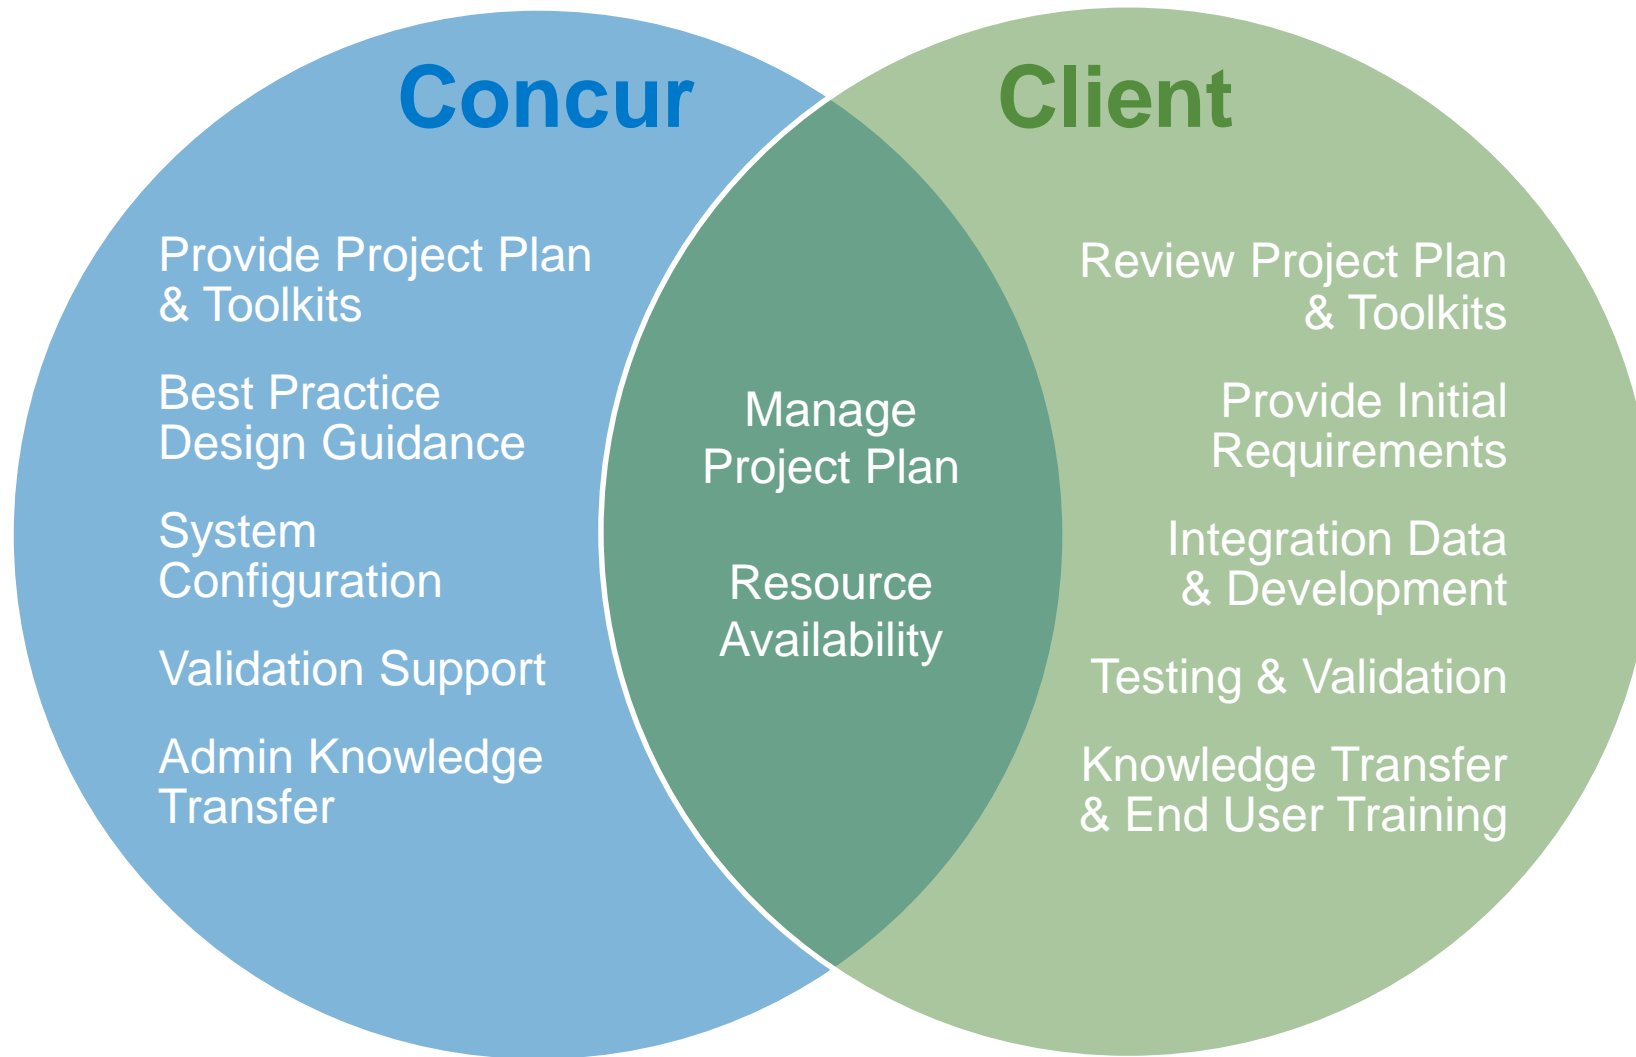 Concur
Provide Project Plan
& Toolkits
Best Practice
Design Guidance
System
Configuration
Validation Support
Admin Knowledge
Transfer
Manage
Project Plan
Resource
Availability
Client
Review Project Plan
& Toolkits
Provide Initial
Requirements
Integration Data
& Development
Testing & Validation
Knowledge Transfer
& End User Training